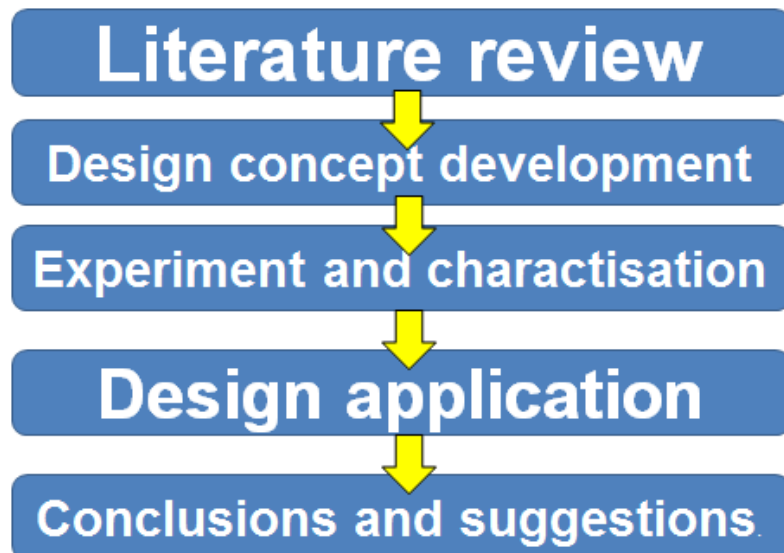 Literature review
Design concept development
Experiment and charactisation
Design application
Conclusions and suggestions.